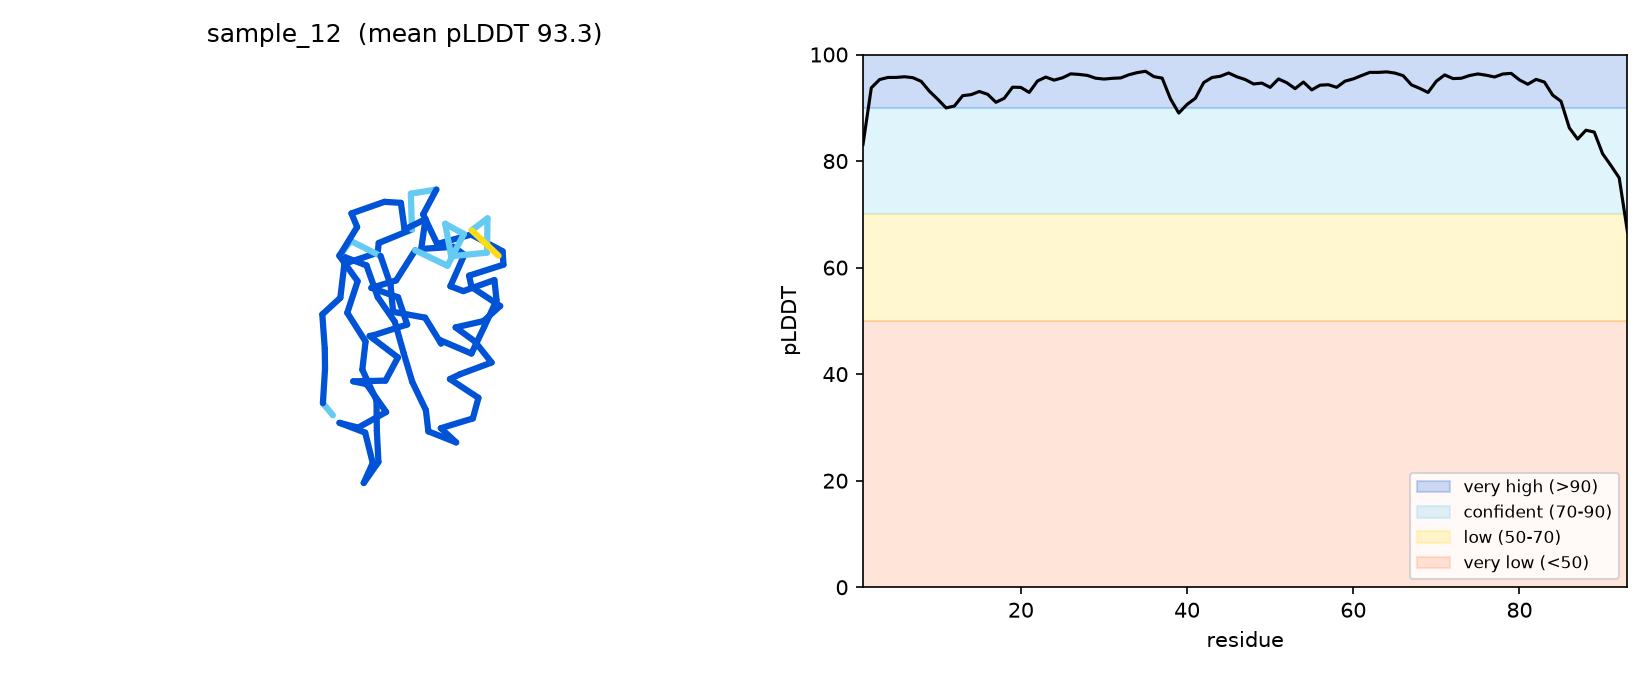 sample_12  (mean pLDDT 93.3)
100
80
60
40
20
0
pLDDT
20
40
60
80
residue
very high (>90)
confident (70-90)
low (50-70)
very low (<50)